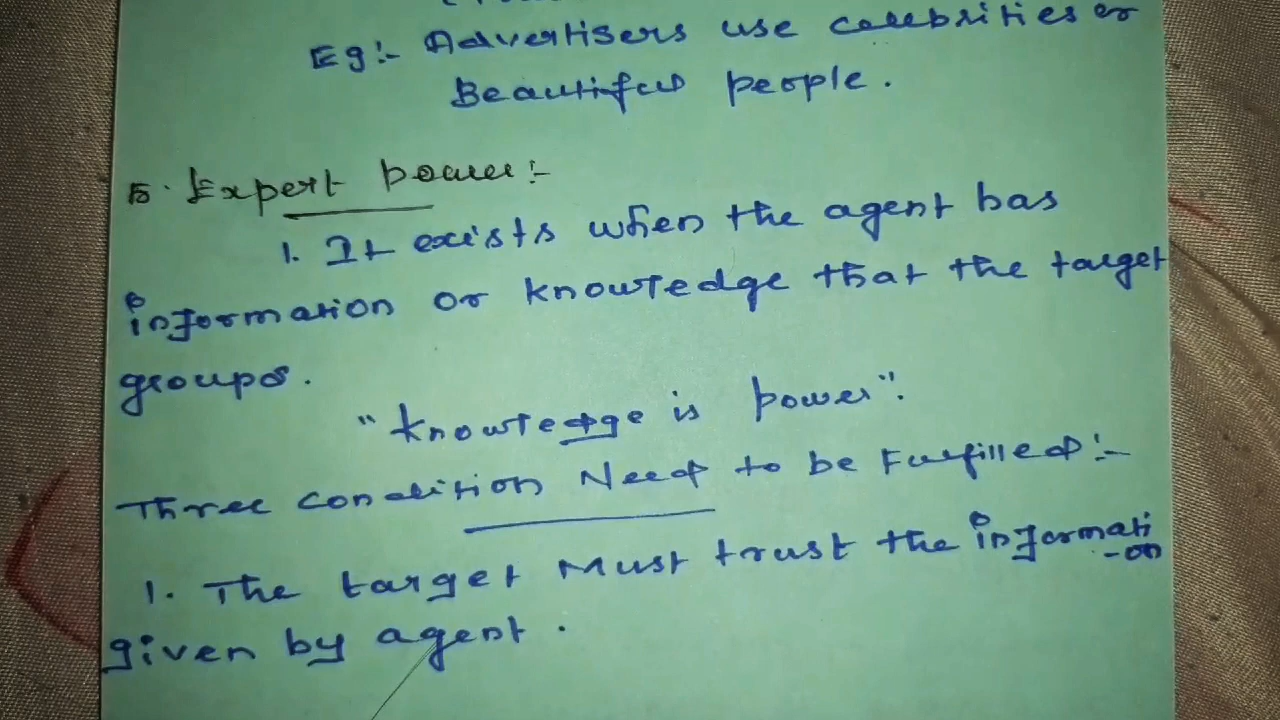 Eg:- Advertisers use celebrities or
Beautiful people.
5. Expert power:-
1. It exists when the agent has
information or knowledge that the target
groups.
"knowledge is power".
Three condition Need to be Fulfilled:-
1. The target Must trust the informati
-on
given by agent.